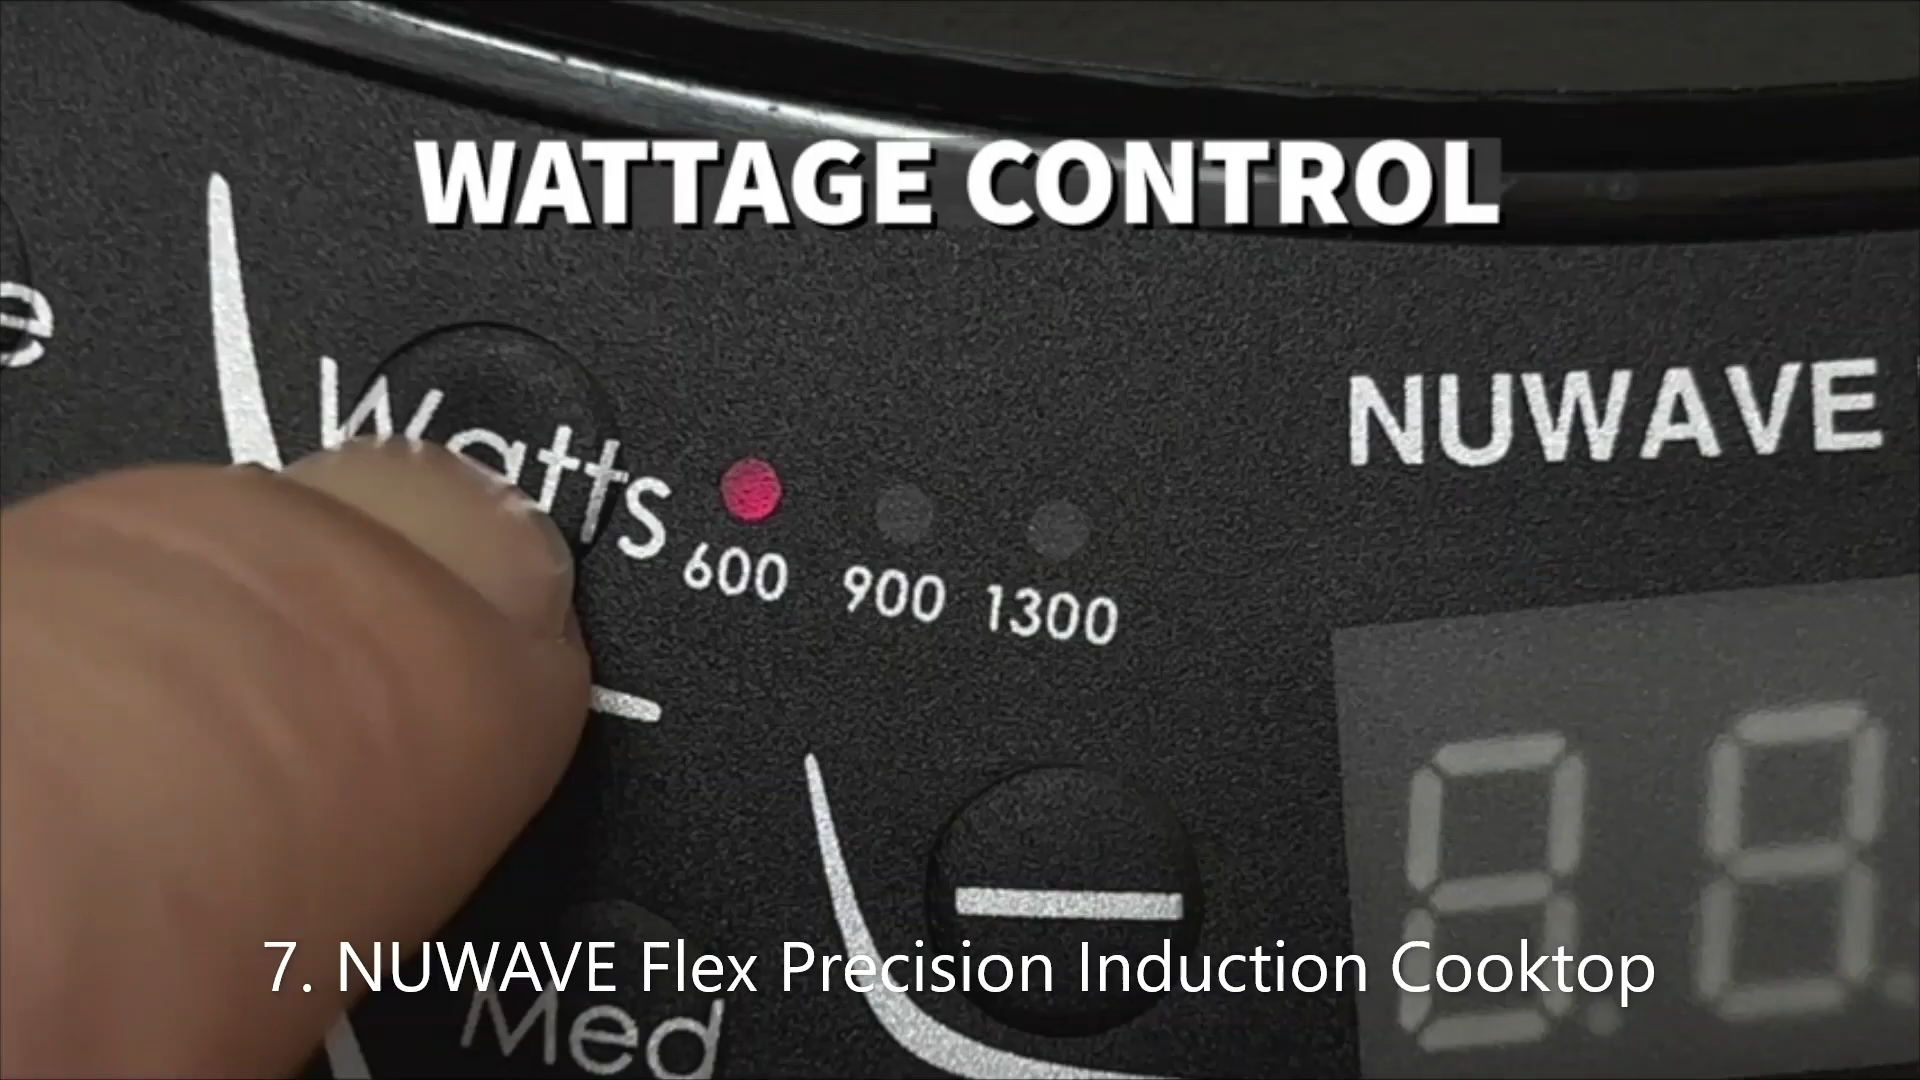 WATTAGE CONTROL
e
Watts
NUWAVE
600 900 1300
7. NUWAVE Flex Precision Induction Cooktop
Med